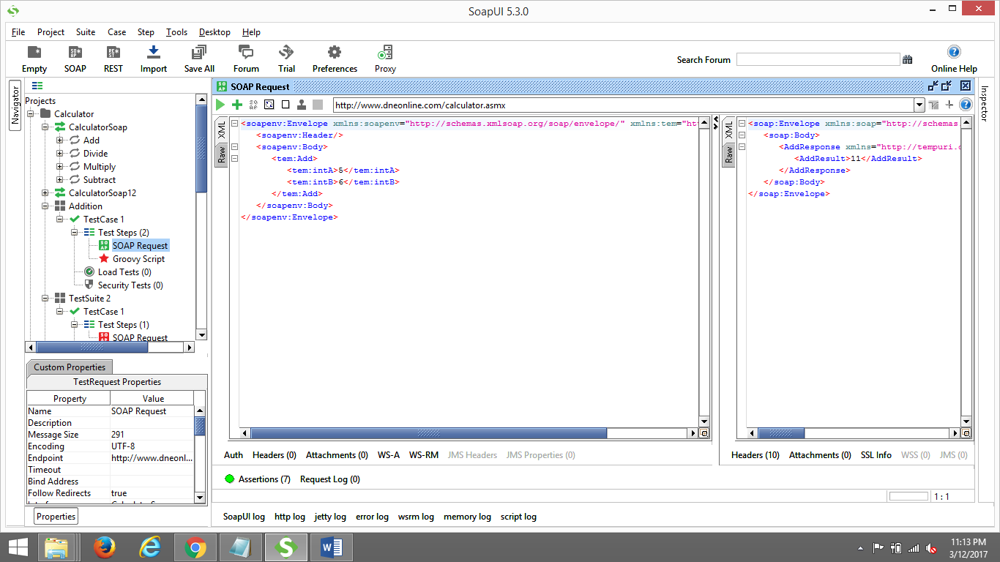 SoapUI 5.3.0
File Project Suite Case Step Tools Desktop Help
Empty SOAP REST Import Save All Forum Trial Preferences Proxy
Search Forum
Online Help
Navigator
Projects
Calculator
CalculatorSoap
Add
Divide
Multiply
Subtract
CalculatorSoap12
Addition
TestCase 1
Test Steps (2)
SOAP Request
Groovy Script
Load Tests (0)
Security Tests (0)
TestSuite 2
TestCase 1
Test Steps (1)
SOAP Request
Custom Properties
TestRequest Properties
Property Value
Name SOAP Request
Description
Message Size 291
Encoding UTF-8
Endpoint http://www.dneonl...
Timeout
Bind Address
Follow Redirects true
Properties
SOAP Request
http://www.dneonline.com/calculator.asmx
XML
Raw
<soapenv:Envelope xmlns:soapenv="http://schemas.xmlsoap.org/soap/envelope/" xmlns:tem="ht
<soapenv:Header/>
<soapenv:Body>
<tem:Add>
<tem:intA>5</tem:intA>
<tem:intB>6</tem:intB>
</tem:Add>
</soapenv:Body>
</soapenv:Envelope>
Auth Headers (0) Attachments (0) WS-A WS-RM JMS Headers JMS Properties (0)
XML
Raw
<soap:Envelope xmlns:soap="http://schemas
<soap:Body>
<AddResponse xmlns="http://tempuri.o
<AddResult>11</AddResult>
</AddResponse>
</soap:Body>
</soap:Envelope>
Headers (10) Attachments (0) SSL Info WSS (0) JMS (0)
Assertions (7) Request Log (0)
1 : 1
SoapUI log http log jetty log error log wsrm log memory log script log
Inspector
11:13 PM
3/12/2017